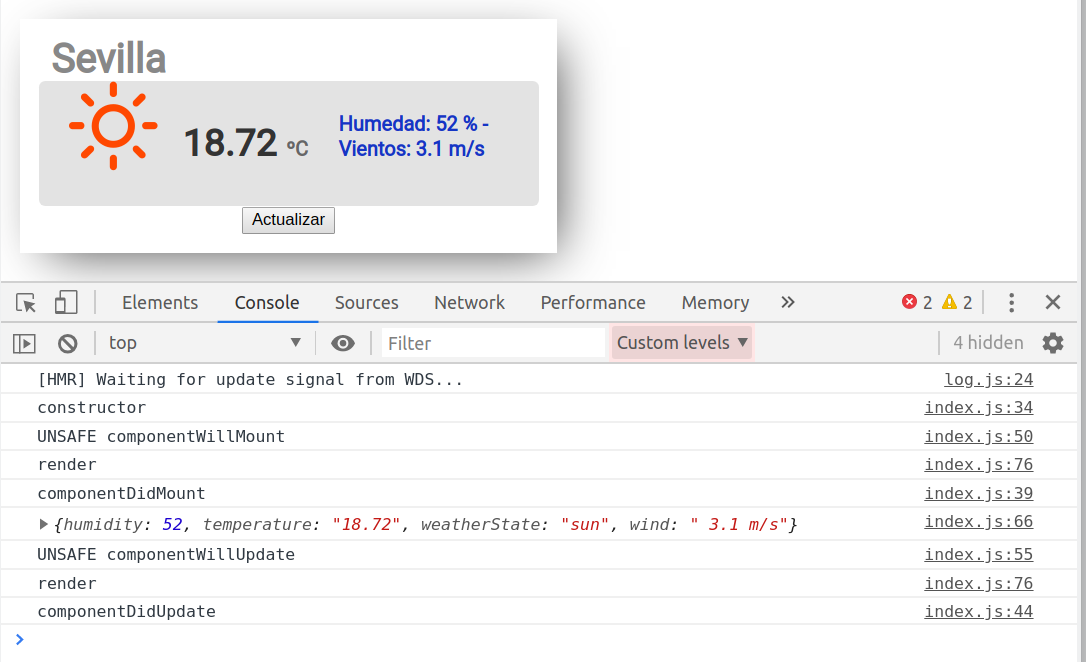 Sevilla
18.72 ºC
Humedad: 52 % -
Vientos: 3.1 m/s
Actualizar
Elements Console Sources Network Performance Memory » 2 2
top ▼ Filter Custom levels ▼ 4 hidden
[HMR] Waiting for update signal from WDS... log.js:24
constructor index.js:34
UNSAFE componentWillMount index.js:50
render index.js:76
componentDidMount index.js:39
{humidity: 52, temperature: "18.72", weatherState: "sun", wind: " 3.1 m/s"} index.js:66
UNSAFE componentWillUpdate index.js:55
render index.js:76
componentDidUpdate index.js:44